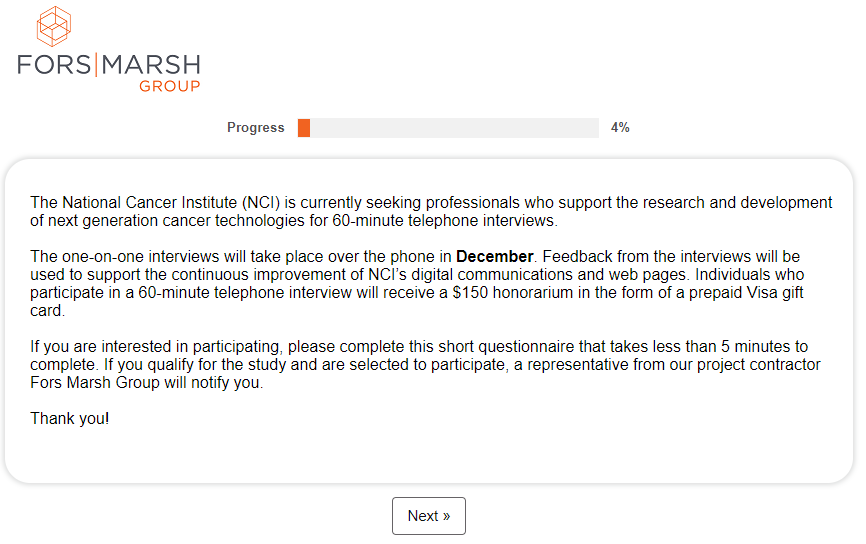 FORS|MARSH
GROUP
Progress 4%
The National Cancer Institute (NCI) is currently seeking professionals who support the research and development
of next generation cancer technologies for 60-minute telephone interviews.
The one-on-one interviews will take place over the phone in December. Feedback from the interviews will be
used to support the continuous improvement of NCI’s digital communications and web pages. Individuals who
participate in a 60-minute telephone interview will receive a $150 honorarium in the form of a prepaid Visa gift
card.
If you are interested in participating, please complete this short questionnaire that takes less than 5 minutes to
complete. If you qualify for the study and are selected to participate, a representative from our project contractor
Fors Marsh Group will notify you.
Thank you!
Next »